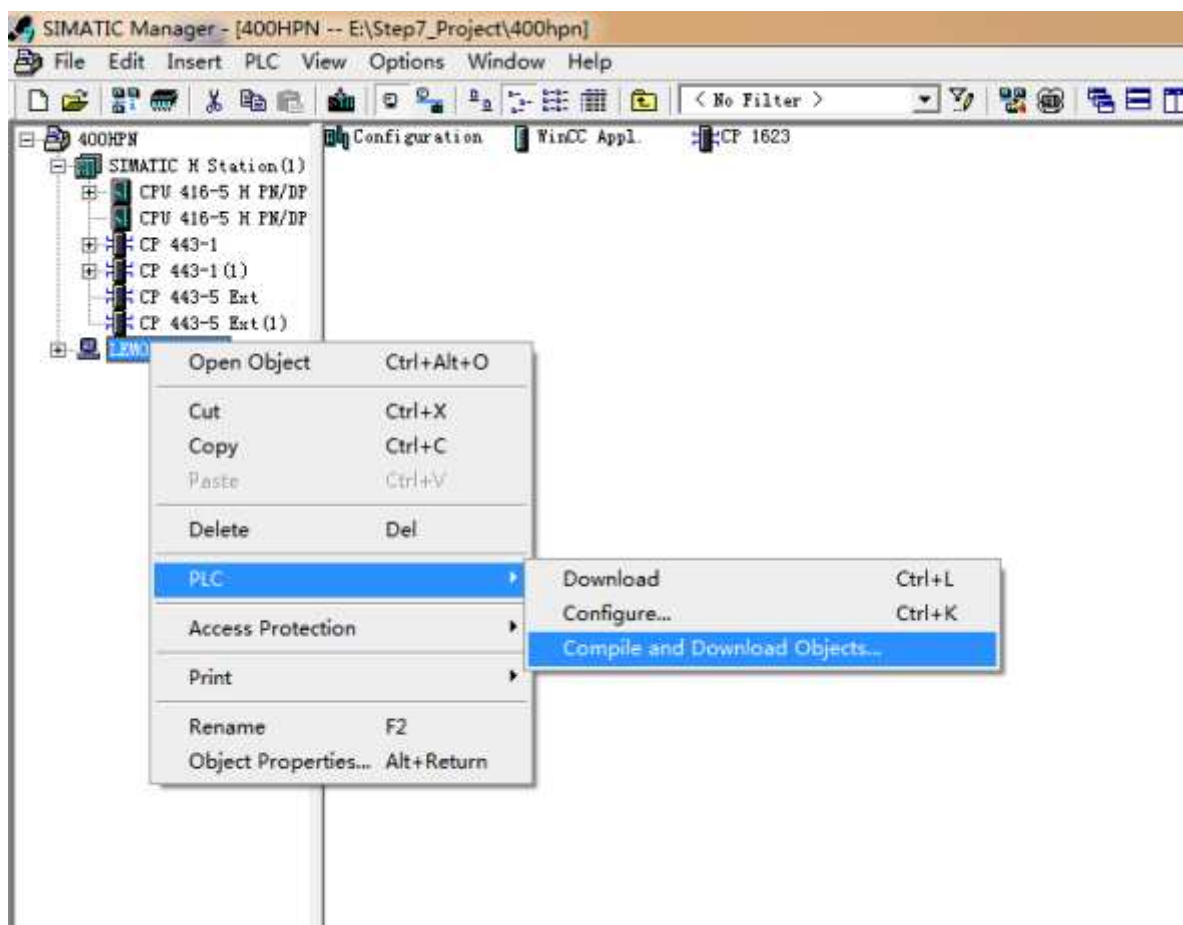 SIMATIC Manager - [400HPN -- E:\Step7_Project\400hpn]
File Edit Insert PLC View Options Window Help
< No Filter >
400HPN
SIMATIC H Station(1)
CPU 416-5 H PN/DP
CPU 416-5 H PN/DP
CP 443-1
CP 443-1(1)
CP 443-5 Ext
CP 443-5 Ext(1)
LEMO
Configuration WinCC Appl. CP 1623
Open Object Ctrl+Alt+O
Cut Ctrl+X
Copy Ctrl+C
Paste Ctrl+V
Delete Del
PLC
Access Protection
Print
Rename F2
Object Properties... Alt+Return
Download Ctrl+L
Configure... Ctrl+K
Compile and Download Objects...